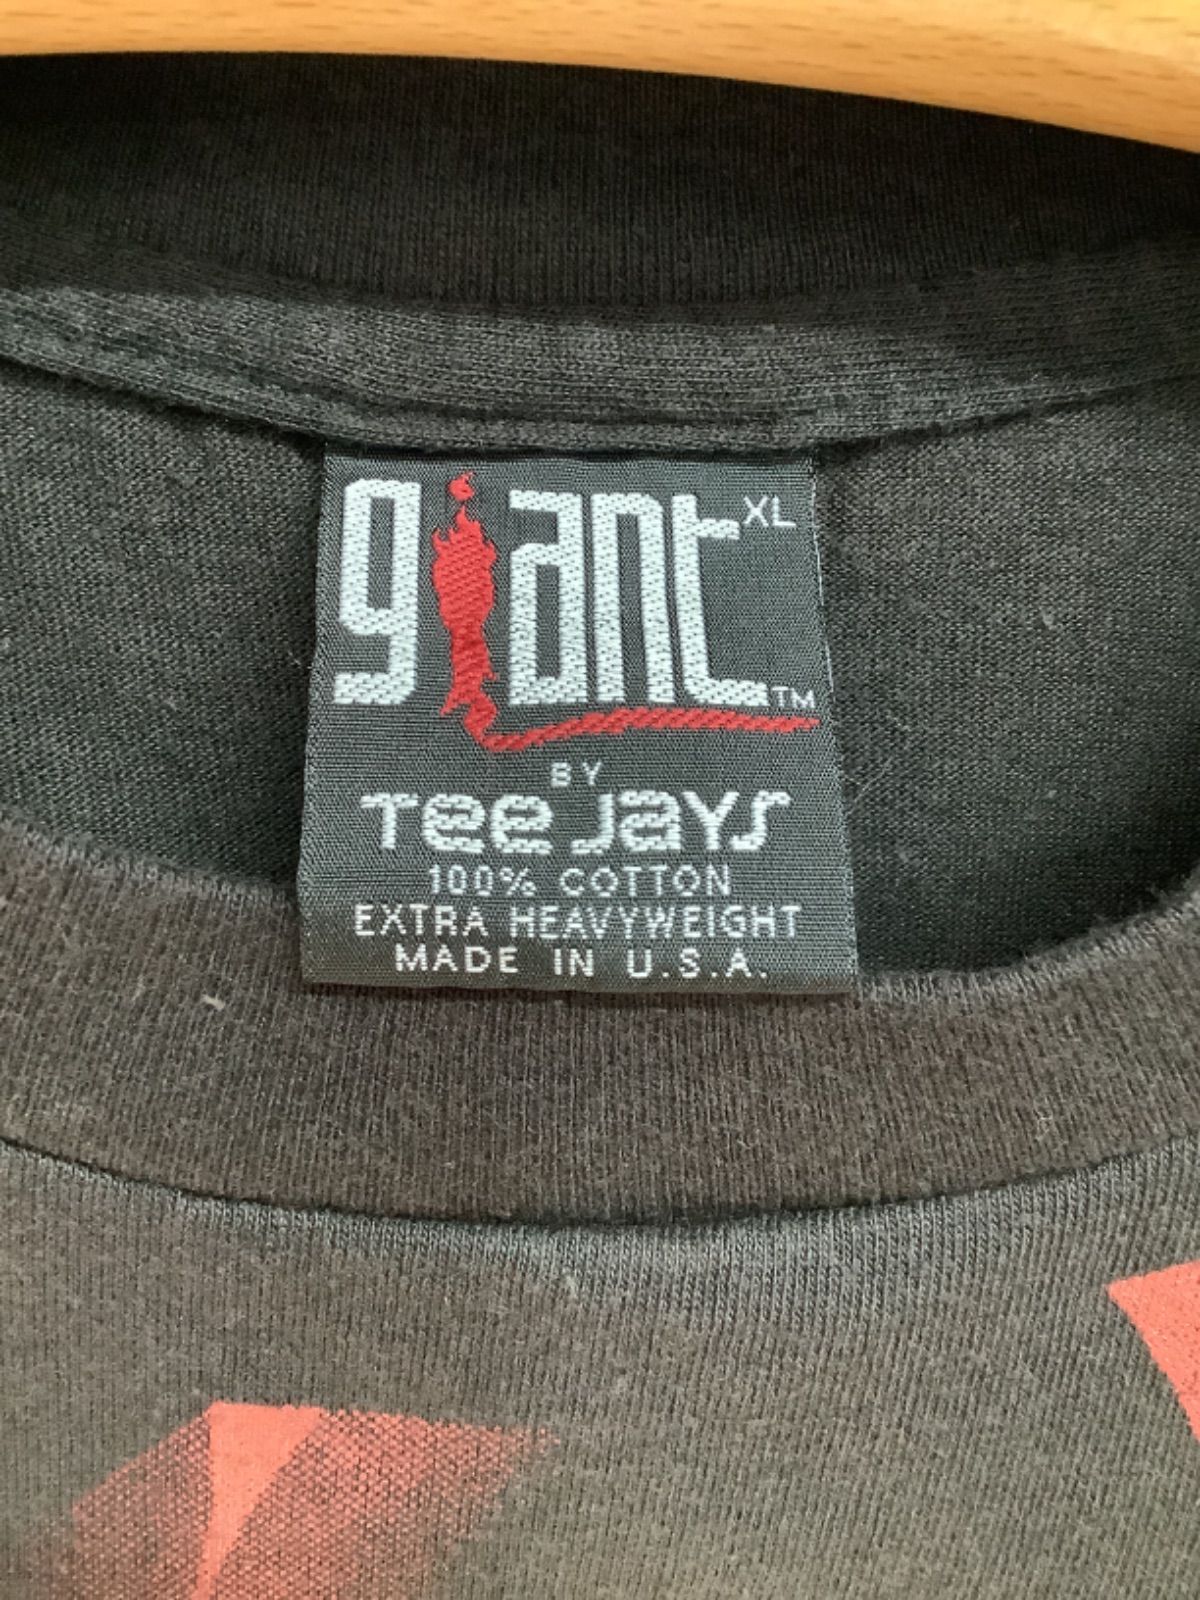 giant XL
TM
BY
Tee Jays
100% COTTON
EXTRA HEAVYWEIGHT
MADE IN U.S.A.